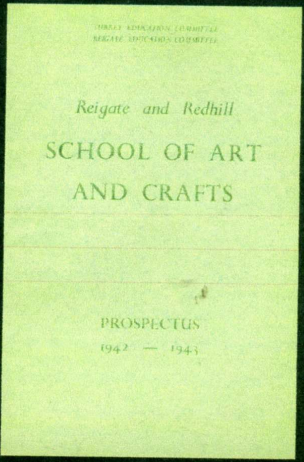 SURREY EDUCATION COMMITTEE
REIGATE EDUCATION COMMITTEE
Reigate and Redhill
SCHOOL OF ART
AND CRAFTS
PROSPECTUS
1942 — 1943